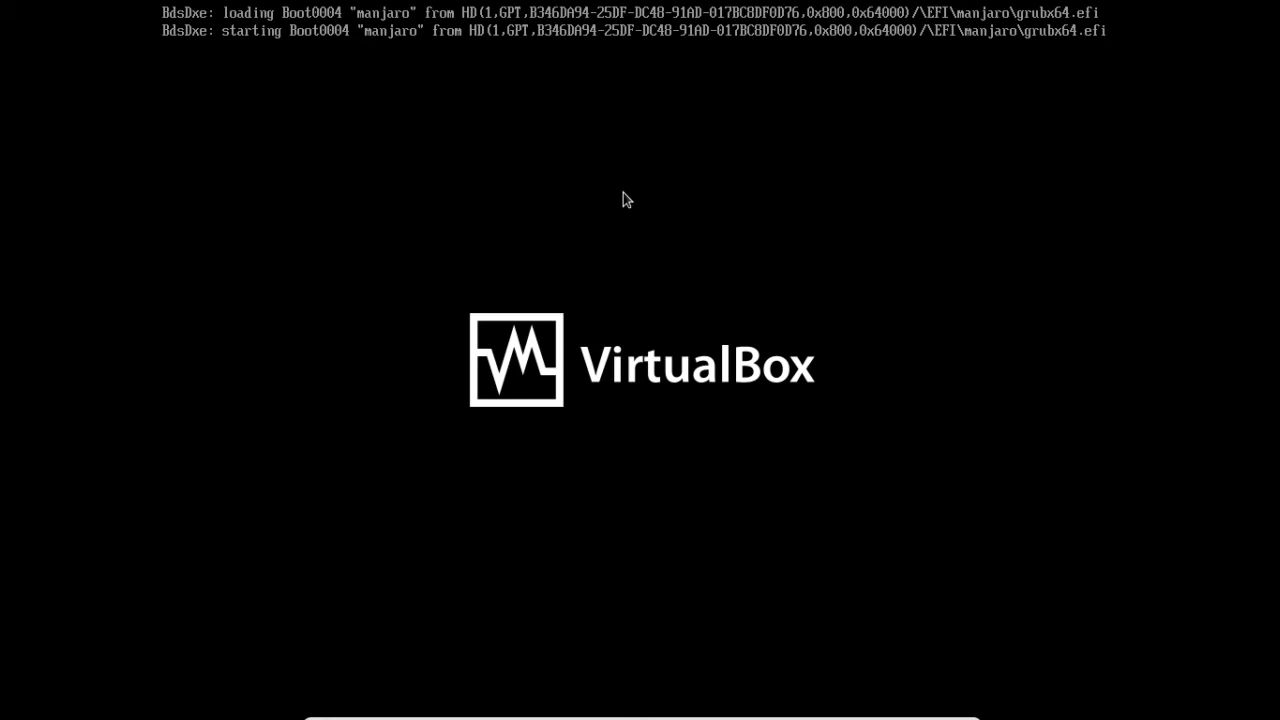 BdsDxe: loading Boot0004 "manjaro" from HD(1,GPT,B346DA94-25DF-DC48-91AD-017BC8DF0D76,0x800,0x64000)/\EFI\manjaro\grubx64.efi
BdsDxe: starting Boot0004 "manjaro" from HD(1,GPT,B346DA94-25DF-DC48-91AD-017BC8DF0D76,0x800,0x64000)/\EFI\manjaro\grubx64.efi
VirtualBox